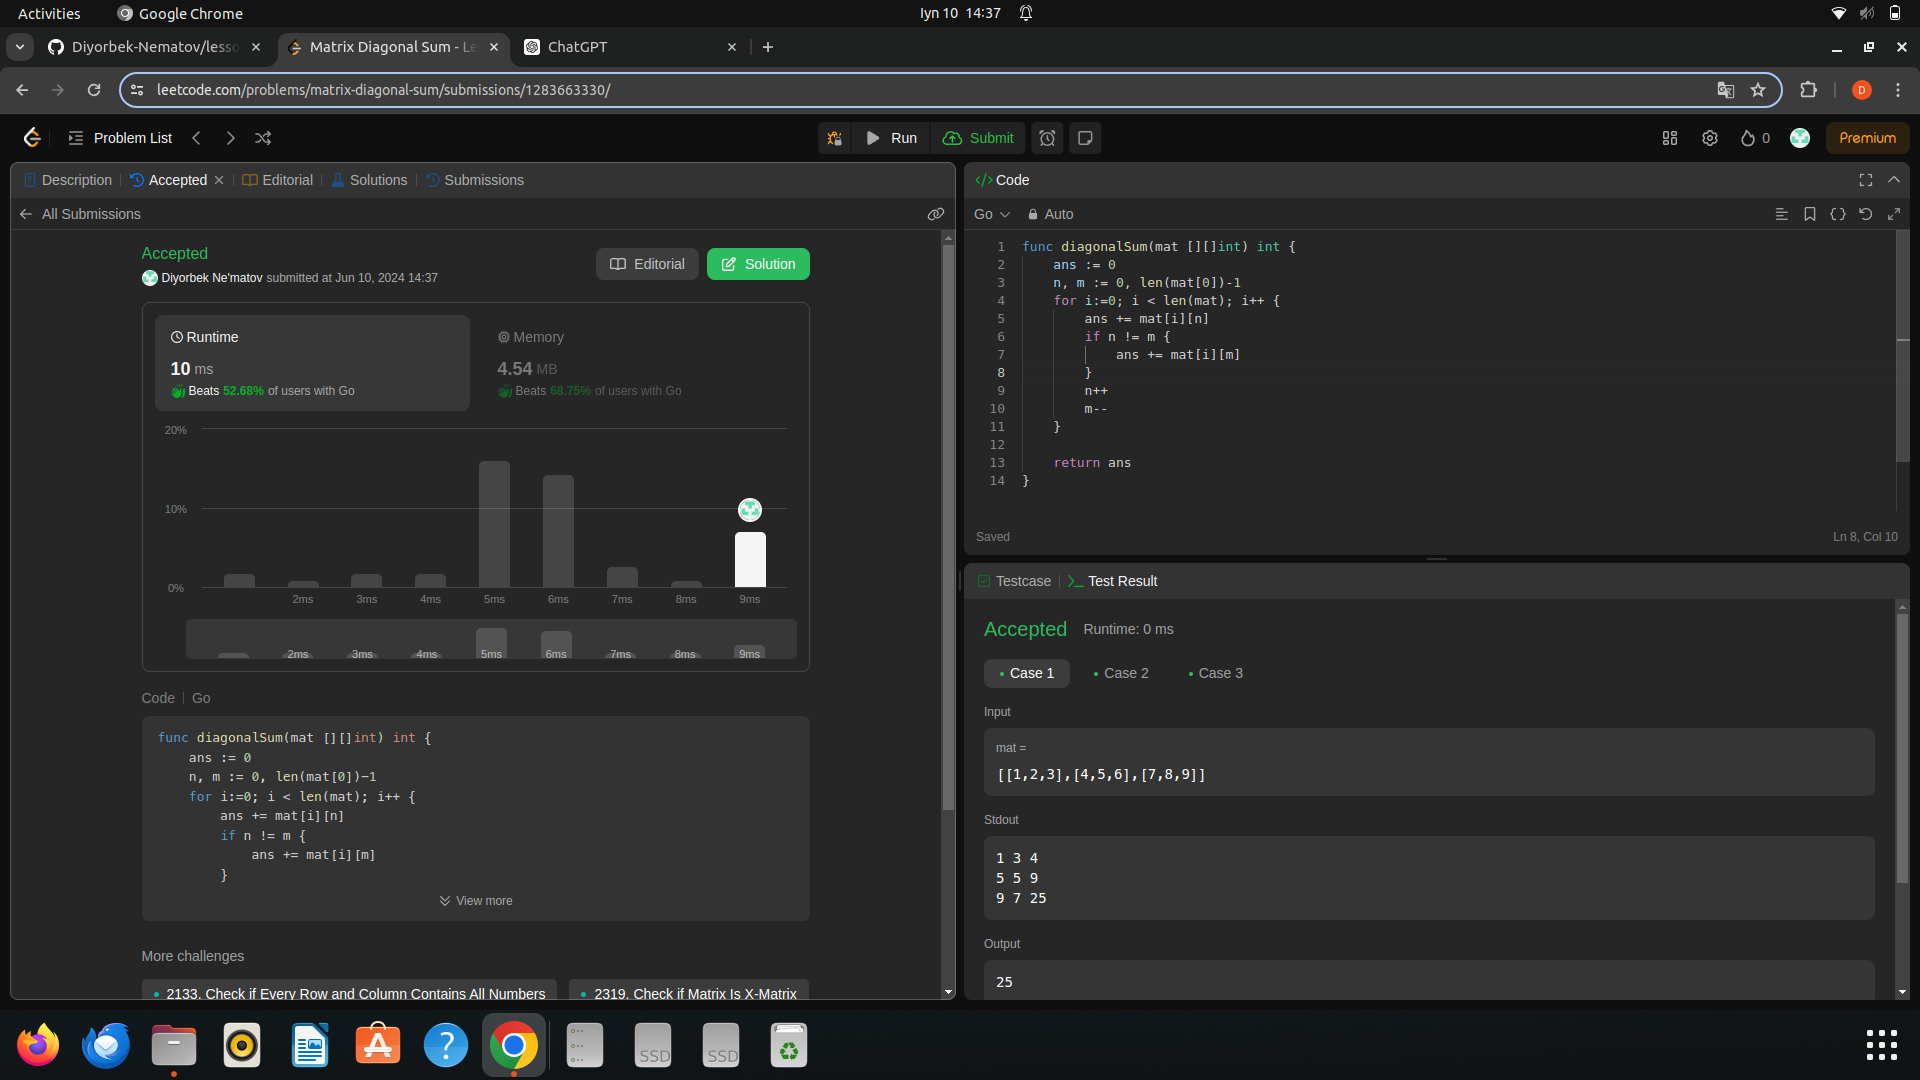 Activities
Google Chrome
Iyn 10 14:37
Diyorbek-Nematov/lesso
Matrix Diagonal Sum - Le
ChatGPT
leetcode.com/problems/matrix-diagonal-sum/submissions/1283663330/
D
Problem List
Run
Submit
0
Premium
Description
Accepted
Editorial
Solutions
Submissions
All Submissions
Accepted
Diyorbek Ne'matov submitted at Jun 10, 2024 14:37
Editorial
Solution
Runtime
10 ms
Beats 52.68% of users with Go
Memory
4.54 MB
Beats 68.75% of users with Go
20%
10%
0%
2ms 3ms 4ms 5ms 6ms 7ms 8ms 9ms
2ms 3ms 4ms 5ms 6ms 7ms 8ms 9ms
Code | Go
func diagonalSum(mat [][]int) int {
    ans := 0
    n, m := 0, len(mat[0])-1
    for i:=0; i < len(mat); i++ {
        ans += mat[i][n]
        if n != m {
            ans += mat[i][m]
        }
View more
More challenges
2133. Check if Every Row and Column Contains All Numbers
2319. Check if Matrix Is X-Matrix
</> Code
Go
Auto
1 func diagonalSum(mat [][]int) int {
2     ans := 0
3     n, m := 0, len(mat[0])-1
4     for i:=0; i < len(mat); i++ {
5         ans += mat[i][n]
6         if n != m {
7             ans += mat[i][m]
8         }
9         n++
10         m--
11     }
12
13     return ans
14 }
Saved
Ln 8, Col 10
Testcase
Test Result
Accepted
Runtime: 0 ms
Case 1
Case 2
Case 3
Input
mat =
[[1,2,3],[4,5,6],[7,8,9]]
Stdout
1 3 4
5 5 9
9 7 25
Output
25
SSD
SSD